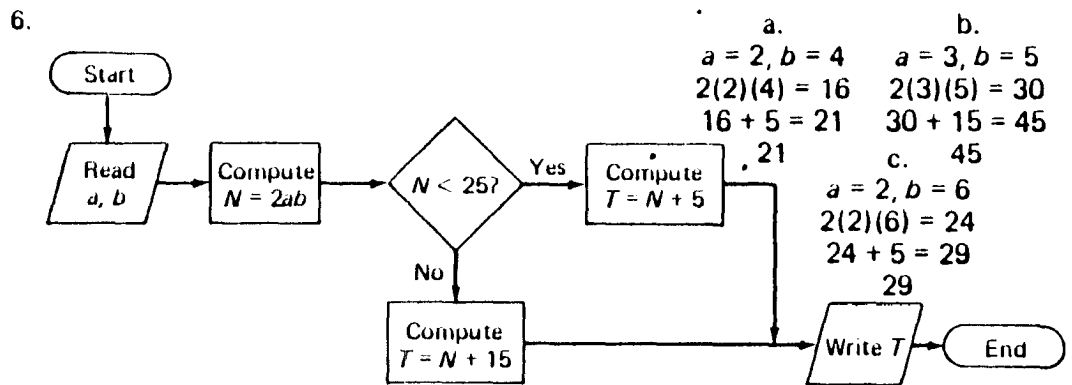 6.
Start
Read
a, b
Compute
N = 2ab
N < 25?
Yes
Compute
T = N + 5
No
Compute
T = N + 15
Write T
End
a.
a = 2, b = 4
2(2)(4) = 16
16 + 5 = 21
21
b.
a = 3, b = 5
2(3)(5) = 30
30 + 15 = 45
45
c.
a = 2, b = 6
2(2)(6) = 24
24 + 5 = 29
29